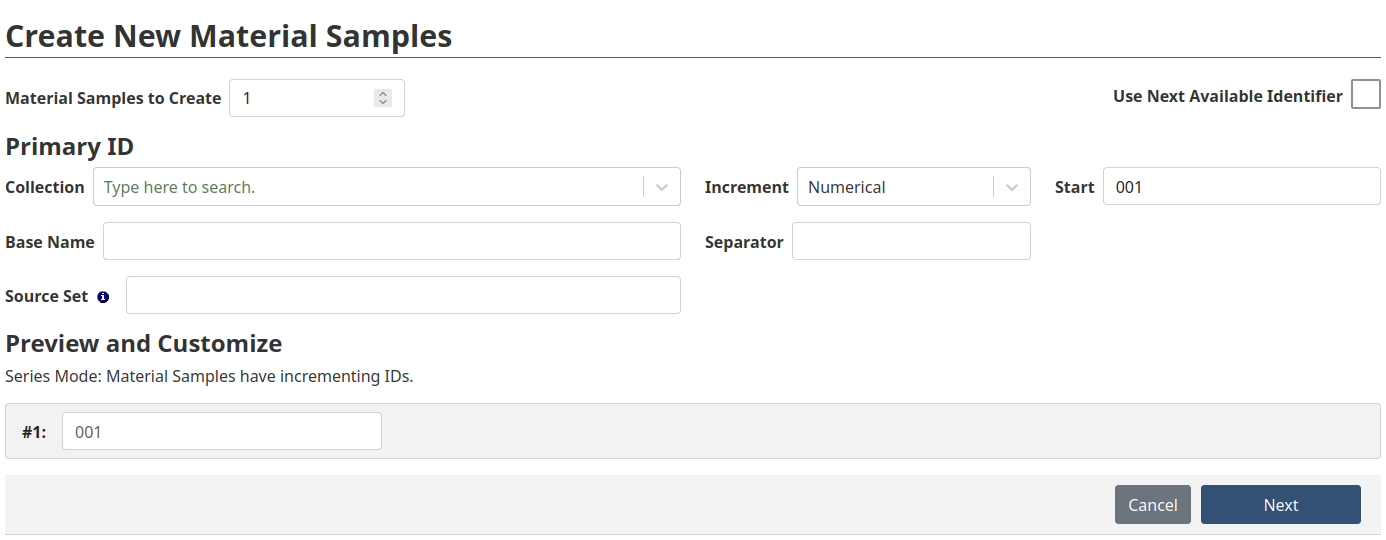 Create New Material Samples
Material Samples to Create 1 Use Next Available Identifier
Primary ID
Collection Type here to search. Increment Numerical Start 001
Base Name Separator
Source Set
Preview and Customize
Series Mode: Material Samples have incrementing IDs.
#1: 001
Cancel Next